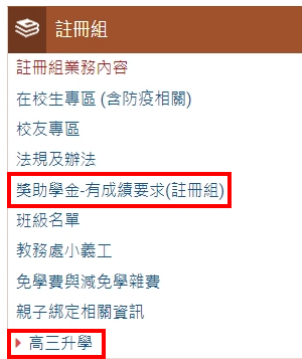 註冊組
註冊組業務內容
在校生專區 (含防疫相關)
校友專區
法規及辦法
獎助學金-有成績要求(註冊組)
班級名單
教務處小義工
免學費與減免學雜費
親子綁定相關資訊
高三升學